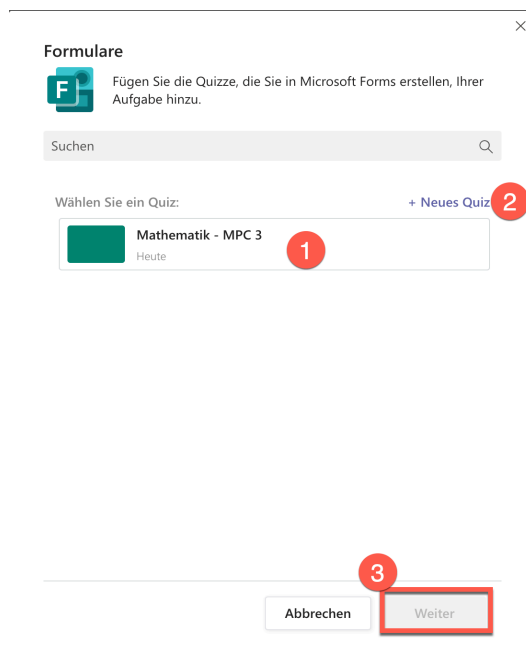 Formulare
F
Fügen Sie die Quizze, die Sie in Microsoft Forms erstellen, Ihrer
Aufgabe hinzu.
Suchen
Wählen Sie ein Quiz:
+ Neues Quiz
2
Mathematik - MPC 3
Heute
1
3
Abbrechen
Weiter